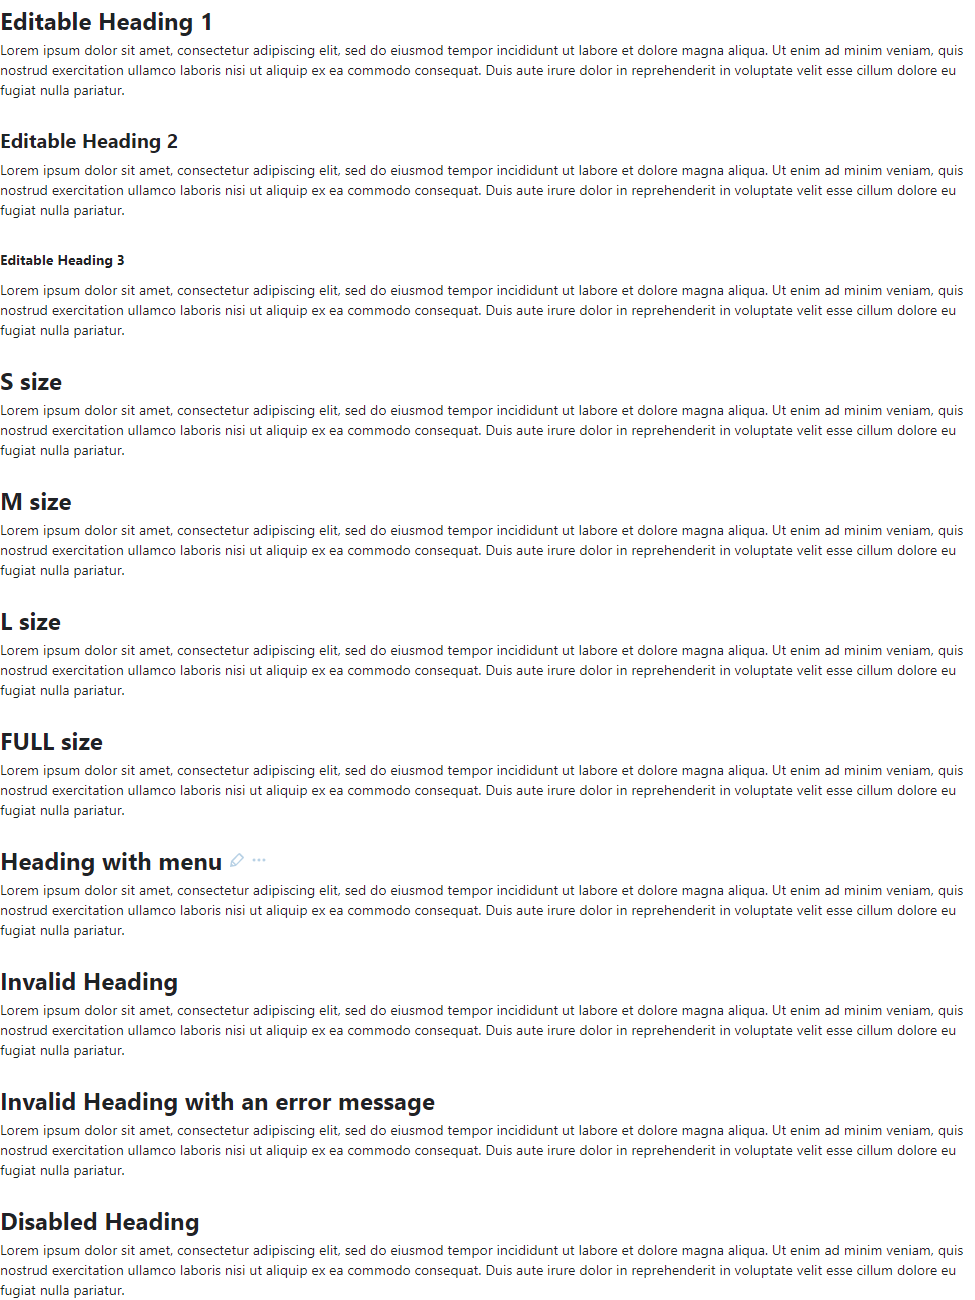 Editable Heading 1
Lorem ipsum dolor sit amet, consectetur adipiscing elit, sed do eiusmod tempor incididunt ut labore et dolore magna aliqua. Ut enim ad minim veniam, quis
nostrud exercitation ullamco laboris nisi ut aliquip ex ea commodo consequat. Duis aute irure dolor in reprehenderit in voluptate velit esse cillum dolore eu
fugiat nulla pariatur.
Editable Heading 2
Lorem ipsum dolor sit amet, consectetur adipiscing elit, sed do eiusmod tempor incididunt ut labore et dolore magna aliqua. Ut enim ad minim veniam, quis
nostrud exercitation ullamco laboris nisi ut aliquip ex ea commodo consequat. Duis aute irure dolor in reprehenderit in voluptate velit esse cillum dolore eu
fugiat nulla pariatur.
Editable Heading 3
Lorem ipsum dolor sit amet, consectetur adipiscing elit, sed do eiusmod tempor incididunt ut labore et dolore magna aliqua. Ut enim ad minim veniam, quis
nostrud exercitation ullamco laboris nisi ut aliquip ex ea commodo consequat. Duis aute irure dolor in reprehenderit in voluptate velit esse cillum dolore eu
fugiat nulla pariatur.
S size
Lorem ipsum dolor sit amet, consectetur adipiscing elit, sed do eiusmod tempor incididunt ut labore et dolore magna aliqua. Ut enim ad minim veniam, quis
nostrud exercitation ullamco laboris nisi ut aliquip ex ea commodo consequat. Duis aute irure dolor in reprehenderit in voluptate velit esse cillum dolore eu
fugiat nulla pariatur.
M size
Lorem ipsum dolor sit amet, consectetur adipiscing elit, sed do eiusmod tempor incididunt ut labore et dolore magna aliqua. Ut enim ad minim veniam, quis
nostrud exercitation ullamco laboris nisi ut aliquip ex ea commodo consequat. Duis aute irure dolor in reprehenderit in voluptate velit esse cillum dolore eu
fugiat nulla pariatur.
L size
Lorem ipsum dolor sit amet, consectetur adipiscing elit, sed do eiusmod tempor incididunt ut labore et dolore magna aliqua. Ut enim ad minim veniam, quis
nostrud exercitation ullamco laboris nisi ut aliquip ex ea commodo consequat. Duis aute irure dolor in reprehenderit in voluptate velit esse cillum dolore eu
fugiat nulla pariatur.
FULL size
Lorem ipsum dolor sit amet, consectetur adipiscing elit, sed do eiusmod tempor incididunt ut labore et dolore magna aliqua. Ut enim ad minim veniam, quis
nostrud exercitation ullamco laboris nisi ut aliquip ex ea commodo consequat. Duis aute irure dolor in reprehenderit in voluptate velit esse cillum dolore eu
fugiat nulla pariatur.
Heading with menu
Lorem ipsum dolor sit amet, consectetur adipiscing elit, sed do eiusmod tempor incididunt ut labore et dolore magna aliqua. Ut enim ad minim veniam, quis
nostrud exercitation ullamco laboris nisi ut aliquip ex ea commodo consequat. Duis aute irure dolor in reprehenderit in voluptate velit esse cillum dolore eu
fugiat nulla pariatur.
Invalid Heading
Lorem ipsum dolor sit amet, consectetur adipiscing elit, sed do eiusmod tempor incididunt ut labore et dolore magna aliqua. Ut enim ad minim veniam, quis
nostrud exercitation ullamco laboris nisi ut aliquip ex ea commodo consequat. Duis aute irure dolor in reprehenderit in voluptate velit esse cillum dolore eu
fugiat nulla pariatur.
Invalid Heading with an error message
Lorem ipsum dolor sit amet, consectetur adipiscing elit, sed do eiusmod tempor incididunt ut labore et dolore magna aliqua. Ut enim ad minim veniam, quis
nostrud exercitation ullamco laboris nisi ut aliquip ex ea commodo consequat. Duis aute irure dolor in reprehenderit in voluptate velit esse cillum dolore eu
fugiat nulla pariatur.
Disabled Heading
Lorem ipsum dolor sit amet, consectetur adipiscing elit, sed do eiusmod tempor incididunt ut labore et dolore magna aliqua. Ut enim ad minim veniam, quis
nostrud exercitation ullamco laboris nisi ut aliquip ex ea commodo consequat. Duis aute irure dolor in reprehenderit in voluptate velit esse cillum dolore eu
fugiat nulla pariatur.